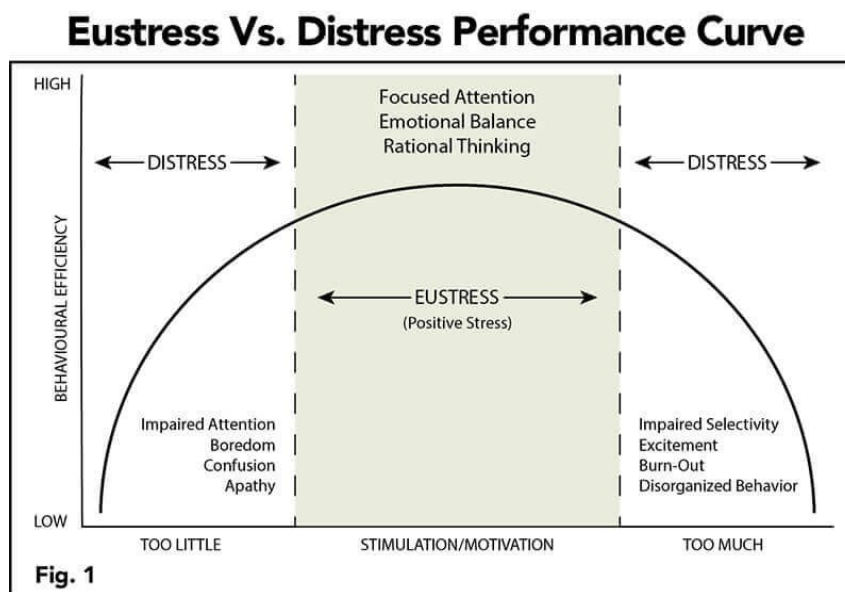 Eustress Vs. Distress Performance Curve
HIGH
Focused Attention
Emotional Balance
Rational Thinking
DISTRESS
DISTRESS
BEHAVIOURAL EFFICIENCY
EUSTRESS
(Positive Stress)
Impaired Attention
Boredom
Confusion
Apathy
Impaired Selectivity
Excitement
Burn-Out
Disorganized Behavior
LOW
TOO LITTLE
STIMULATION/MOTIVATION
TOO MUCH
Fig. 1